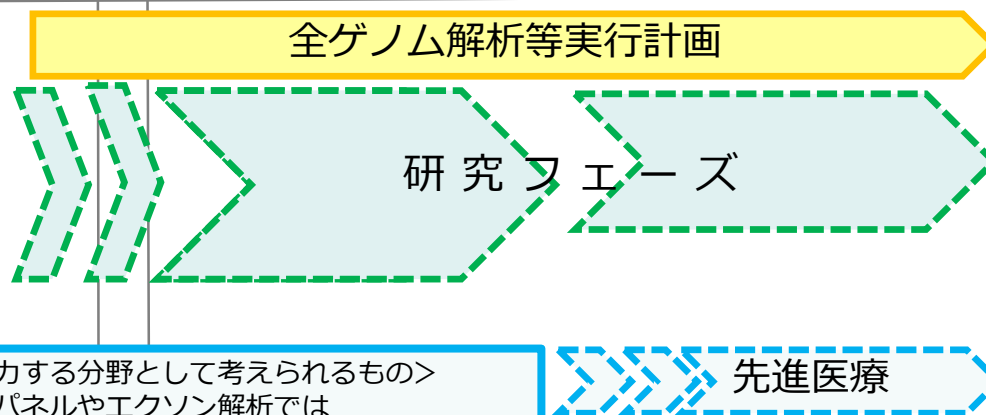 全ゲノム解析等実行計画
研 究 フ ェ ー ズ
力する分野として考えられるもの＞
パネルやエクソン解析では
先進医療